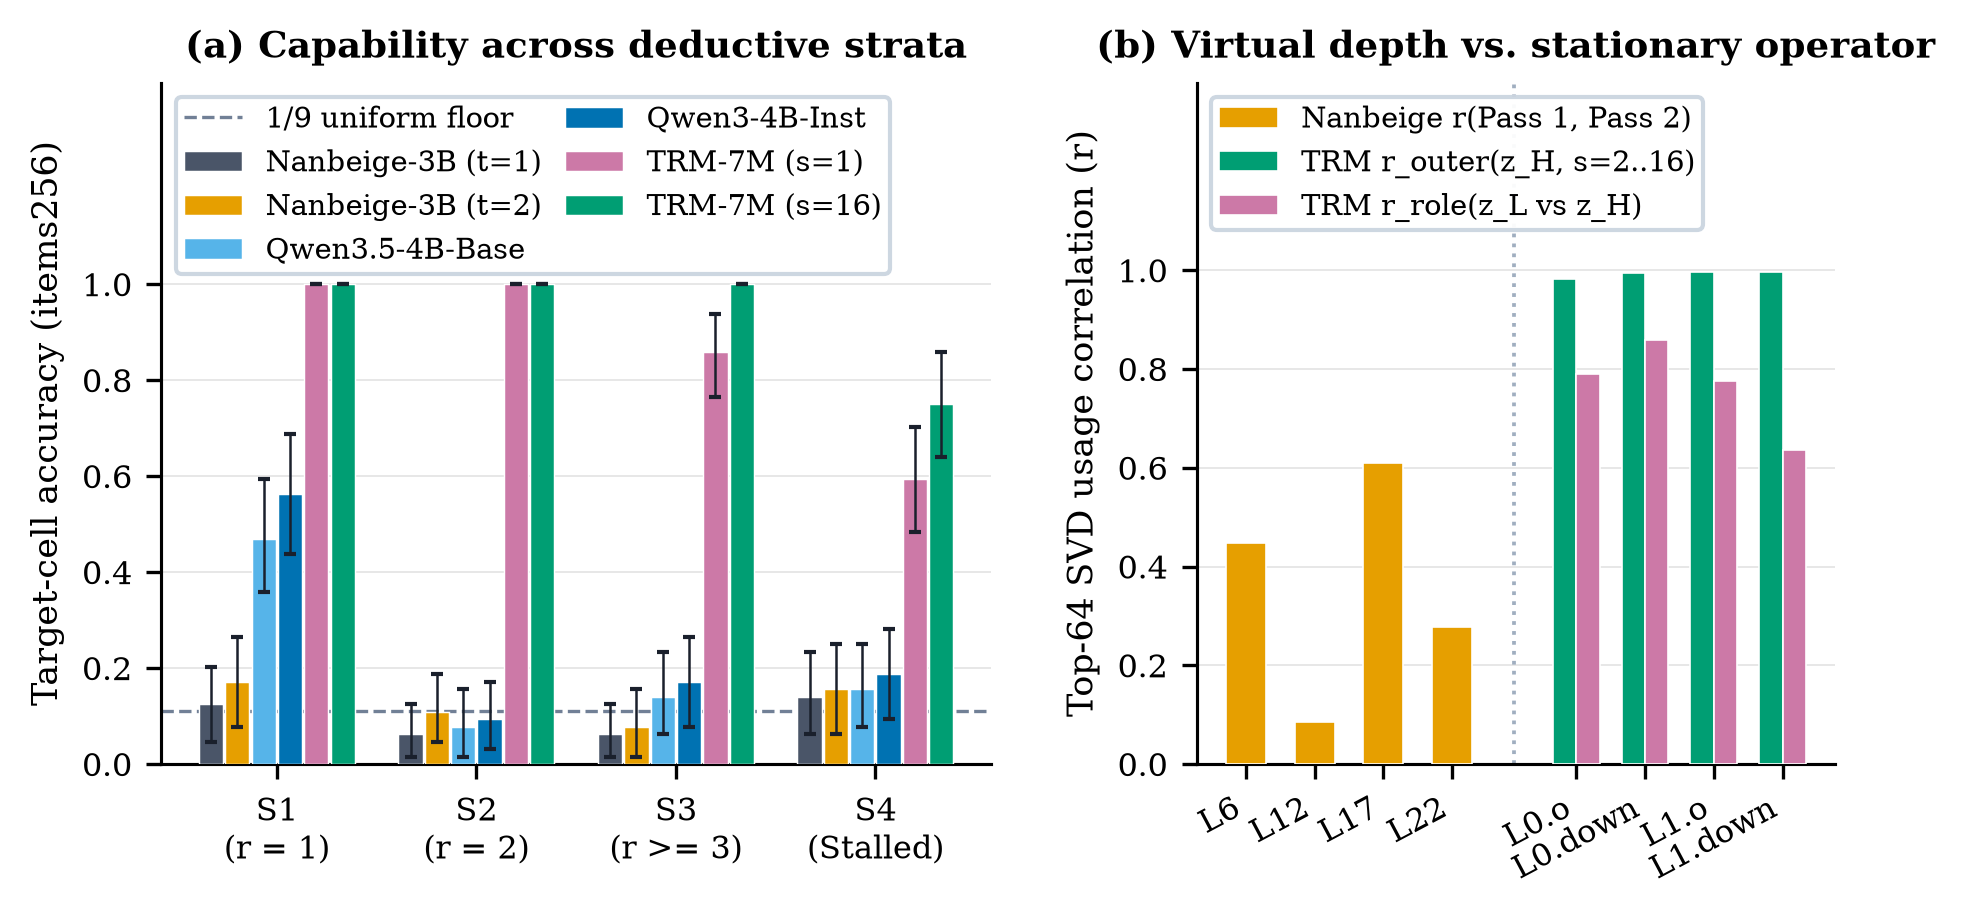 (a) Capability across deductive strata
1/9 uniform floor
Nanbeige-3B (t=1)
Nanbeige-3B (t=2)
Qwen3.5-4B-Base
Qwen3-4B-Inst
TRM-7M (s=1)
TRM-7M (s=16)
Target-cell accuracy (items256)
1.0
0.8
0.6
0.4
0.2
0.0
S1
(r = 1)
S2
(r = 2)
S3
(r >= 3)
S4
(Stalled)
(b) Virtual depth vs. stationary operator
Nanbeige r(Pass 1, Pass 2)
TRM r_outer(z_H, s=2..16)
TRM r_role(z_L vs z_H)
Top-64 SVD usage correlation (r)
1.0
0.8
0.6
0.4
0.2
0.0
L6
L12
L17
L22
L0.o
L0.down
L1.o
L1.down